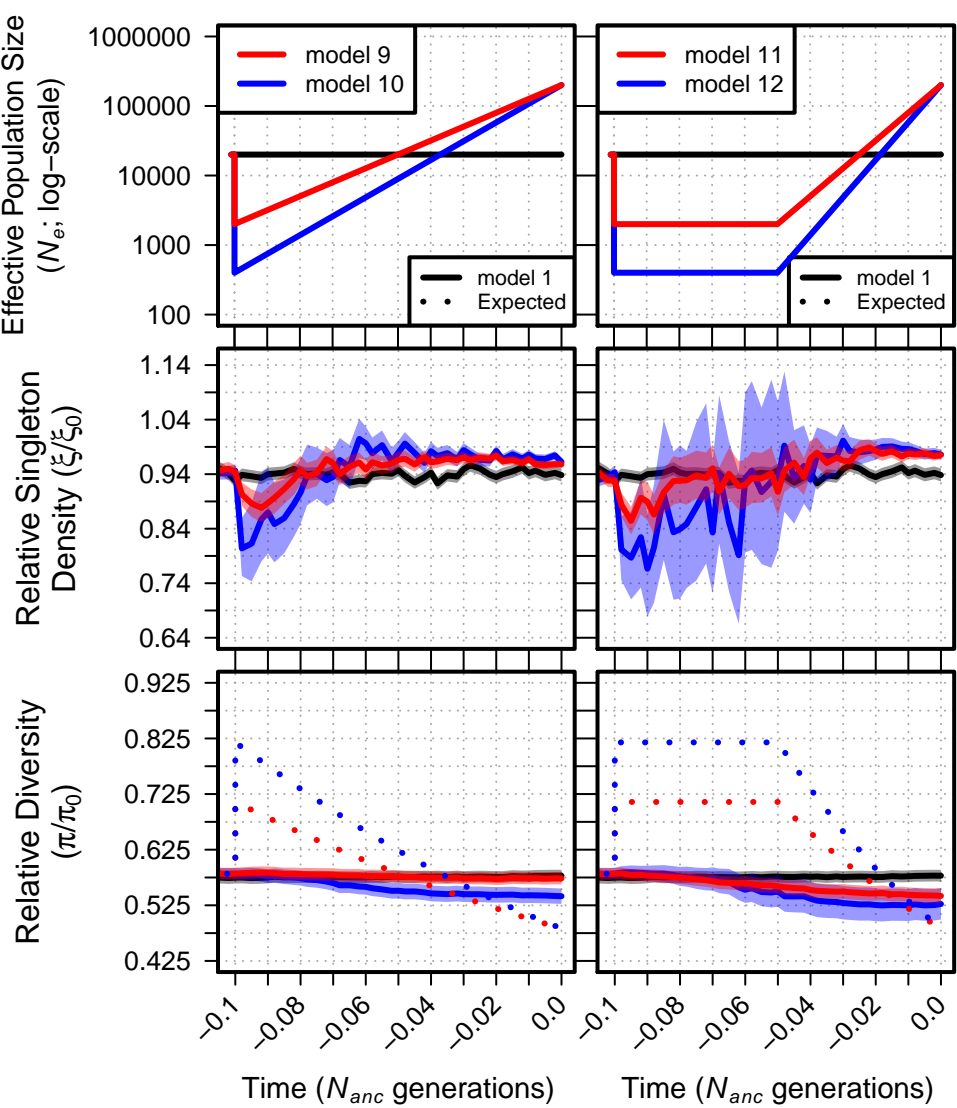 Effective Population Size
(Ne; log−scale)
1000000
100000
10000
1000
100
model 9
model 10
model 1
Expected
model 11
model 12
model 1
Expected
Relative Singleton
Density (ξ/ξ0)
1.14
1.04
0.94
0.84
0.74
0.64
Relative Diversity
(π/π0)
0.925
0.825
0.725
0.625
0.525
0.425
−0.1
−0.08
−0.06
−0.04
−0.02
0.0
−0.1
−0.08
−0.06
−0.04
−0.02
0.0
Time (Nanc generations)
Time (Nanc generations)